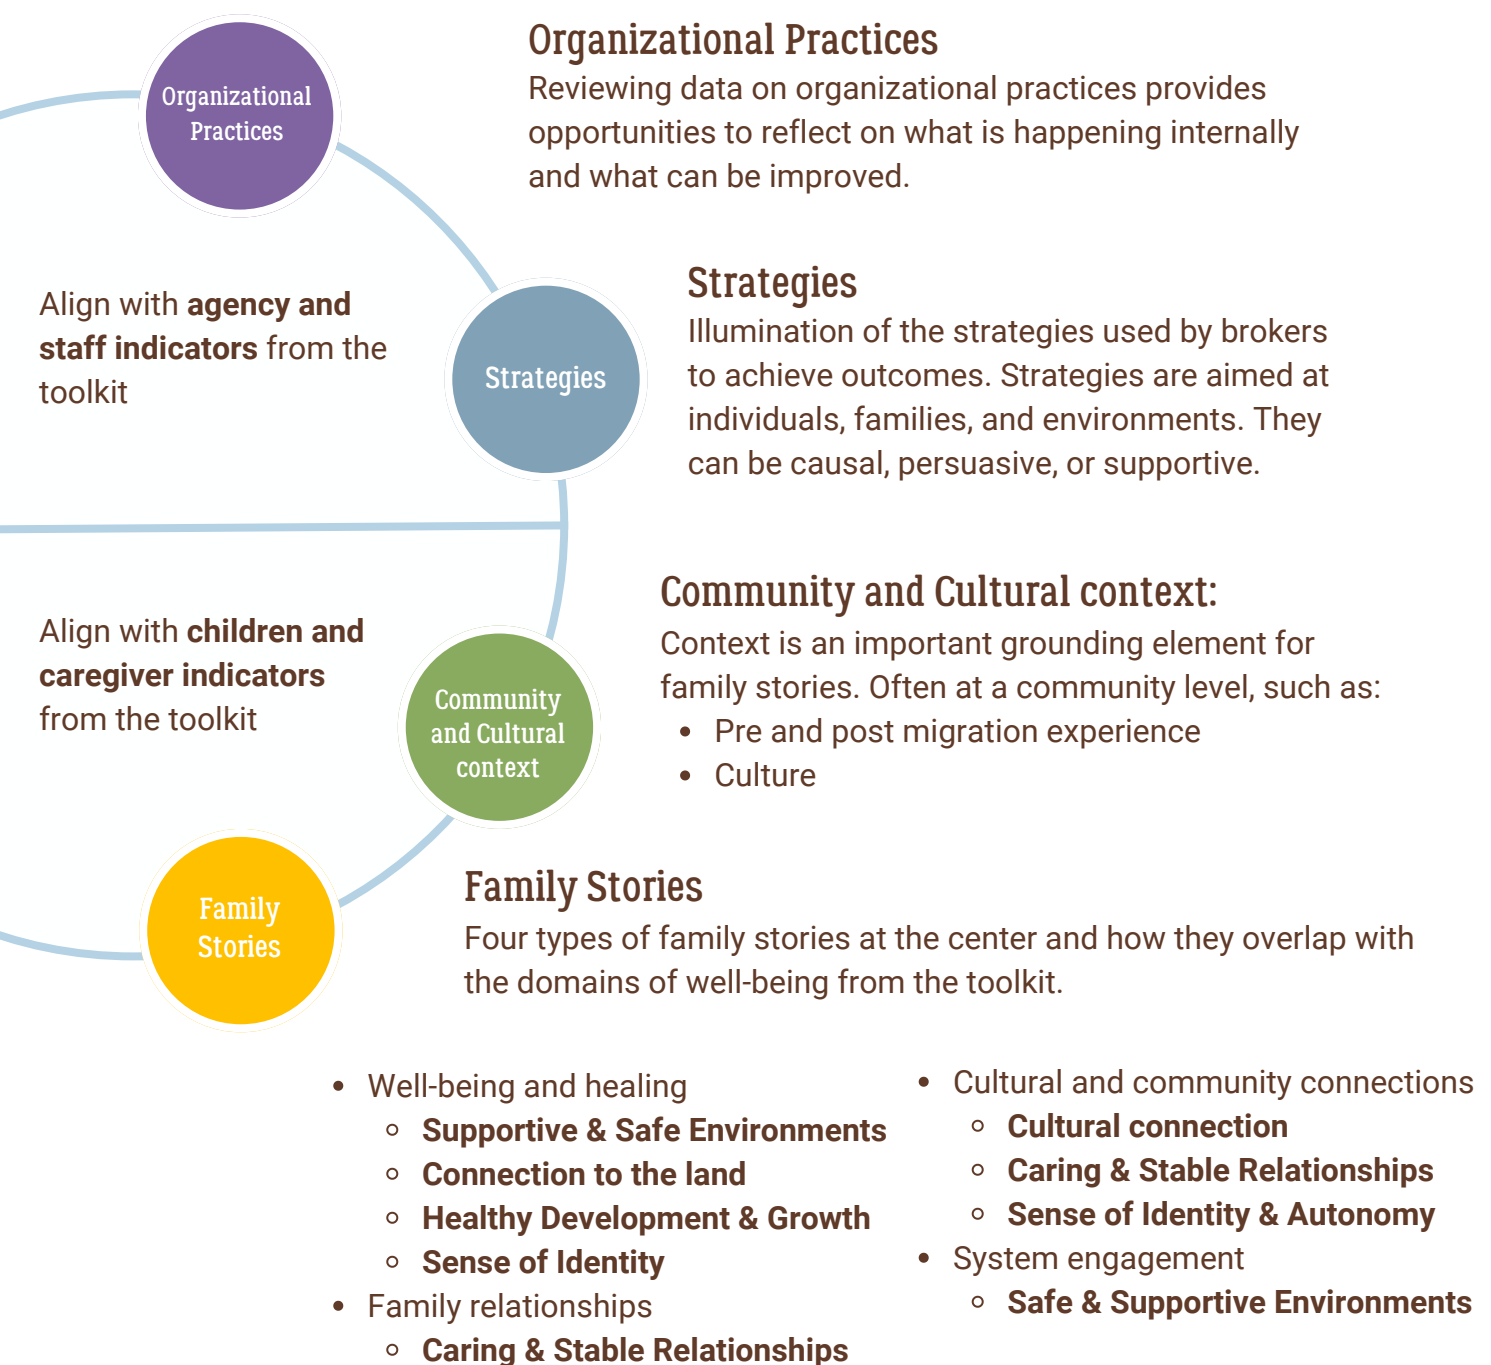 Organizational
Practices
Organizational Practices
Reviewing data on organizational practices provides
opportunities to reflect on what is happening internally
and what can be improved.
Align with agency and
staff indicators from the
toolkit
Strategies
Strategies
Illumination of the strategies used by brokers
to achieve outcomes. Strategies are aimed at
individuals, families, and environments. They
can be causal, persuasive, or supportive.
Align with children and
caregiver indicators
from the toolkit
Community
and Cultural
context
Community and Cultural context:
Context is an important grounding element for
family stories. Often at a community level, such as:
• Pre and post migration experience
• Culture
Family
Stories
Family Stories
Four types of family stories at the center and how they overlap with
the domains of well-being from the toolkit.
• Well-being and healing
◦ Supportive & Safe Environments
◦ Connection to the land
◦ Healthy Development & Growth
◦ Sense of Identity
• Family relationships
◦ Caring & Stable Relationships
• Cultural and community connections
◦ Cultural connection
◦ Caring & Stable Relationships
◦ Sense of Identity & Autonomy
• System engagement
◦ Safe & Supportive Environments